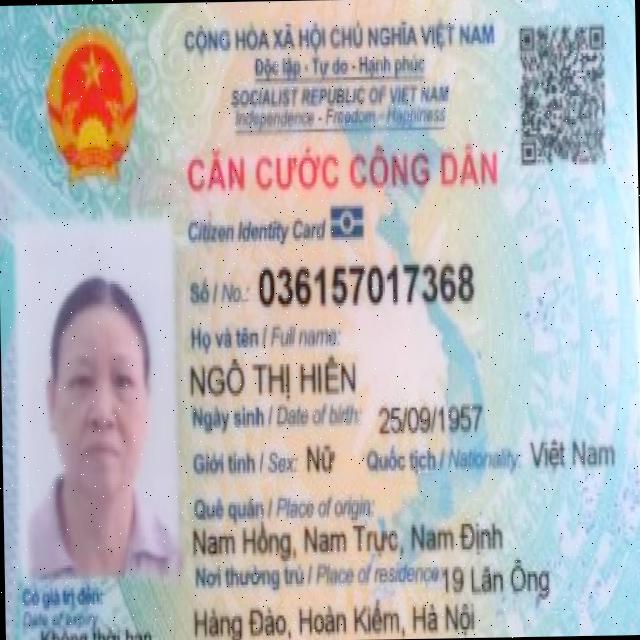 CỘNG HÒA XÃ HỘI CHỦ NGHĨA VIỆT NAM
Độc lập - Tự do - Hạnh phúc
SOCIALIST REPUBLIC OF VIET NAM
Independence - Freedom - Happiness
CĂN CƯỚC CÔNG DÂN
Citizen Identity Card
Số / No.: 036157017368
Họ và tên / Full name:
NGÔ THỊ HIÊN
Ngày sinh / Date of birth: 25/09/1957
Giới tính / Sex: Nữ Quốc tịch / Nationality: Việt Nam
Quê quán / Place of origin:
Nam Hồng, Nam Trực, Nam Định
Nơi thường trú / Place of residence: 19 Lãn Ông
Hàng Đào, Hoàn Kiếm, Hà Nội
Có giá trị đến:
Date of expiry
Không thời hạn